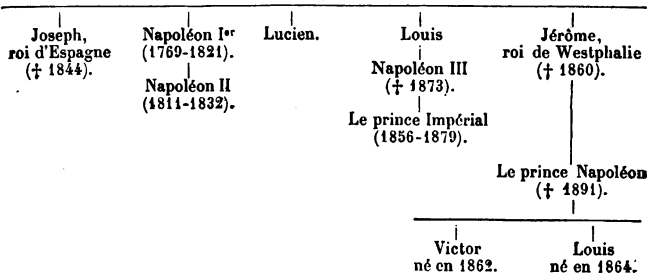 Joseph,
roi d'Espagne
(† 1844).
Napoléon Iᵉʳ
(1769-1821).
Napoléon II
(1811-1832).
Lucien.
Louis
Napoléon III
(† 1873).
Le prince Impérial
(1856-1879).
Jérôme,
roi de Westphalie
(† 1860).
Le prince Napoléon
(† 1891).
Victor
né en 1862.
Louis
né en 1864.